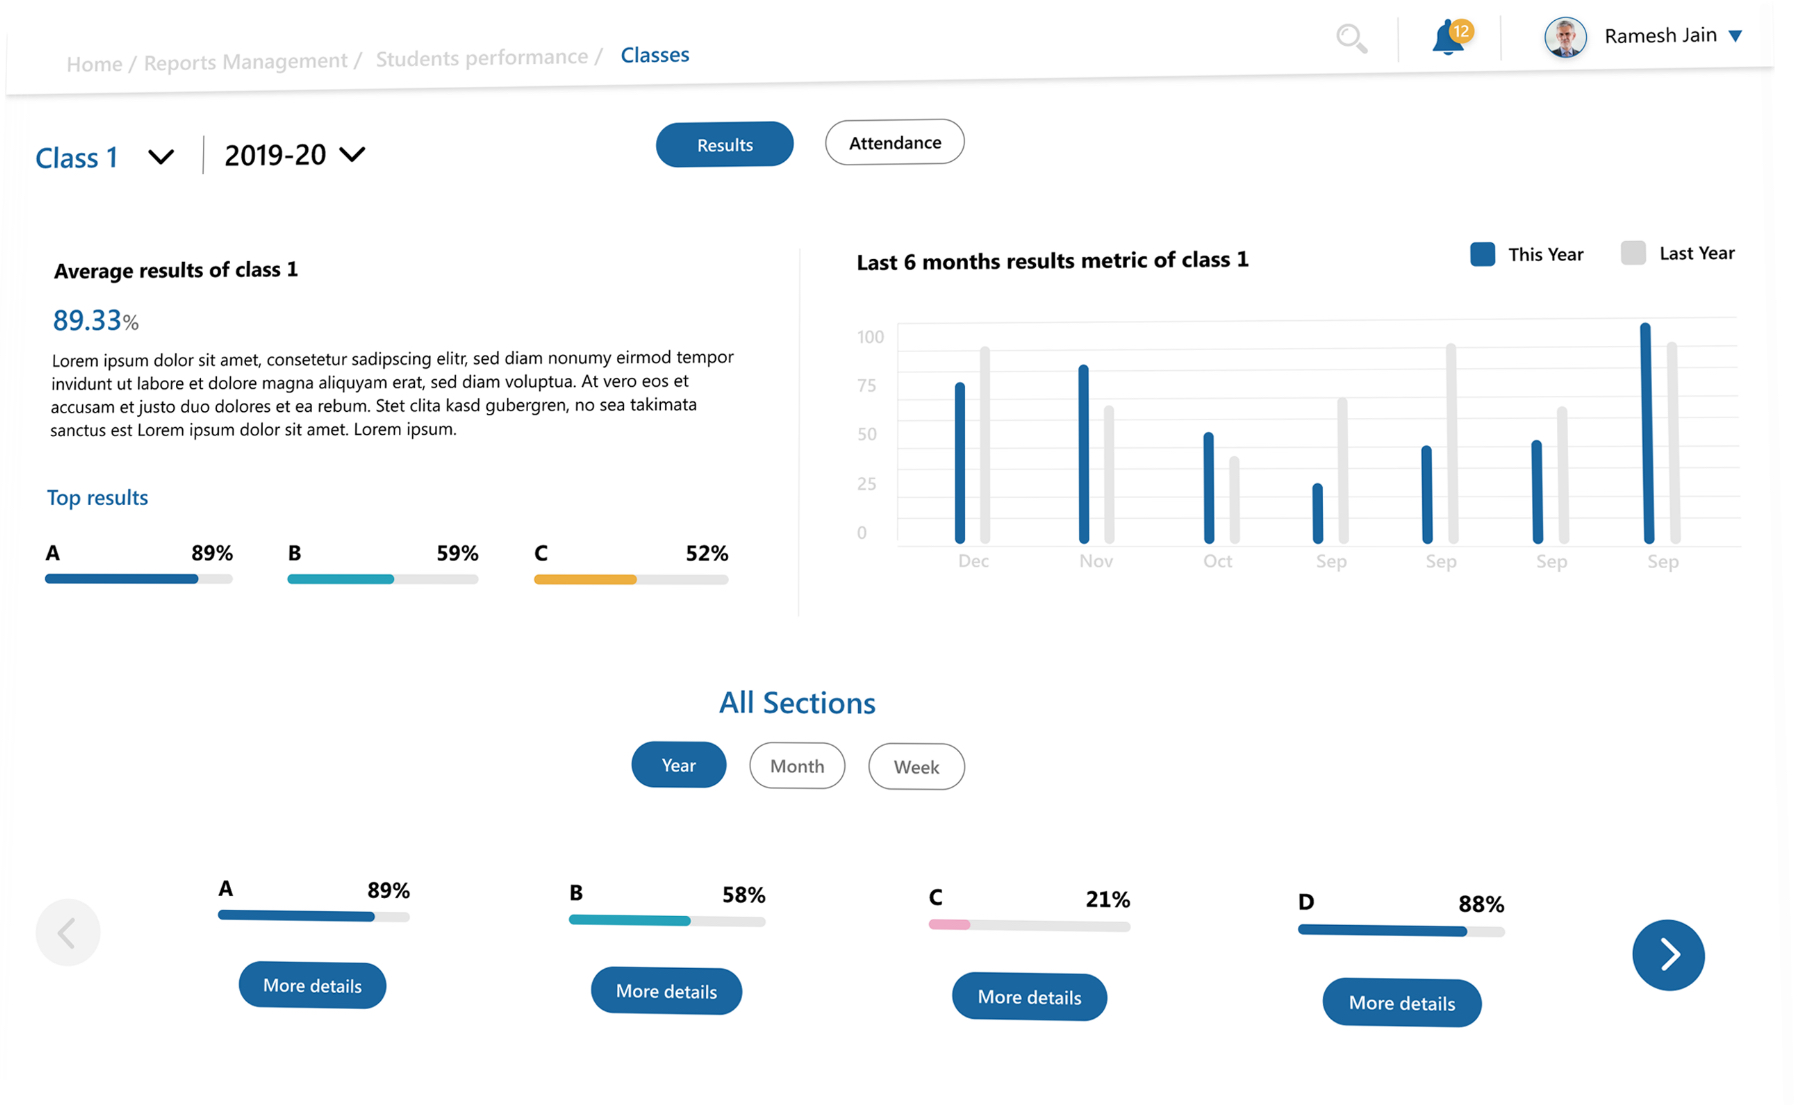 Home / Reports Management / Students performance / Classes
12
Ramesh Jain
Class 1
2019-20
Results
Attendance
Average results of class 1
89.33%
Lorem ipsum dolor sit amet, consetetur sadipscing elitr, sed diam nonumy eirmod tempor
invidunt ut labore et dolore magna aliquyam erat, sed diam voluptua. At vero eos et
accusam et justo duo dolores et ea rebum. Stet clita kasd gubergren, no sea takimata
sanctus est Lorem ipsum dolor sit amet. Lorem ipsum.
Top results
A 89%
B 59%
C 52%
Last 6 months results metric of class 1
This Year
Last Year
100
75
50
25
0
Dec Nov Oct Sep Sep Sep Sep
All Sections
Year
Month
Week
A 89%
More details
B 58%
More details
C 21%
More details
D 88%
More details